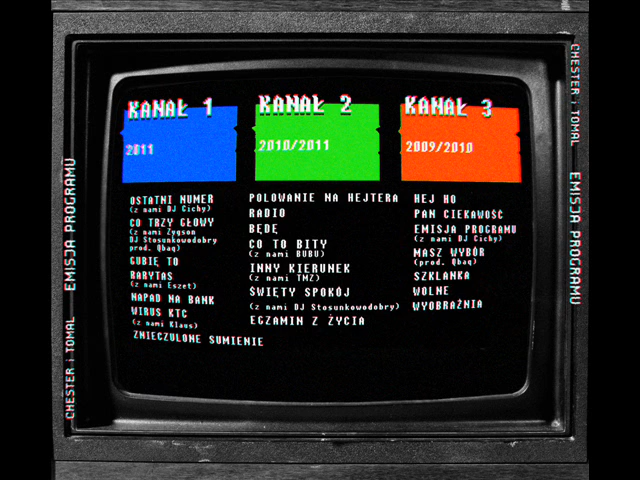 KANAŁ 1
2011
OSTATNI NUMER
(z nami DJ Cichy)
CO TRZY GŁOWY
(z nami Zygson
DJ Stosunkowodobry
prod. Qbaq)
GUBIĘ TO
RARYTAS
(z nami Eszet)
NAPAD NA BANK
WIRUS KTC
(z nami Klaus)
ZNIECZULONE SUMIENIE
KANAŁ 2
2010/2011
POLOWANIE NA HEJTERA
RADIO
BĘDĘ
CO TO BITY
(z nami BUBU)
INNY KIERUNEK
(z nami TMZ)
ŚWIĘTY SPOKÓJ
(z nami DJ Stosunkowodobry)
EGZAMIN Z ŻYCIA
KANAŁ 3
2009/2010
HEJ HO
PAN CIEKAWOŚĆ
EMISJA PROGRAMU
(z nami DJ Cichy)
MASZ WYBÓR
(prod. Qbaq)
SZKLANKA
WOLNE
WYOBRAŹNIA
CHESTER i TOMAL — EMISJA PROGRAMU
CHESTER i TOMAL — EMISJA PROGRAMU